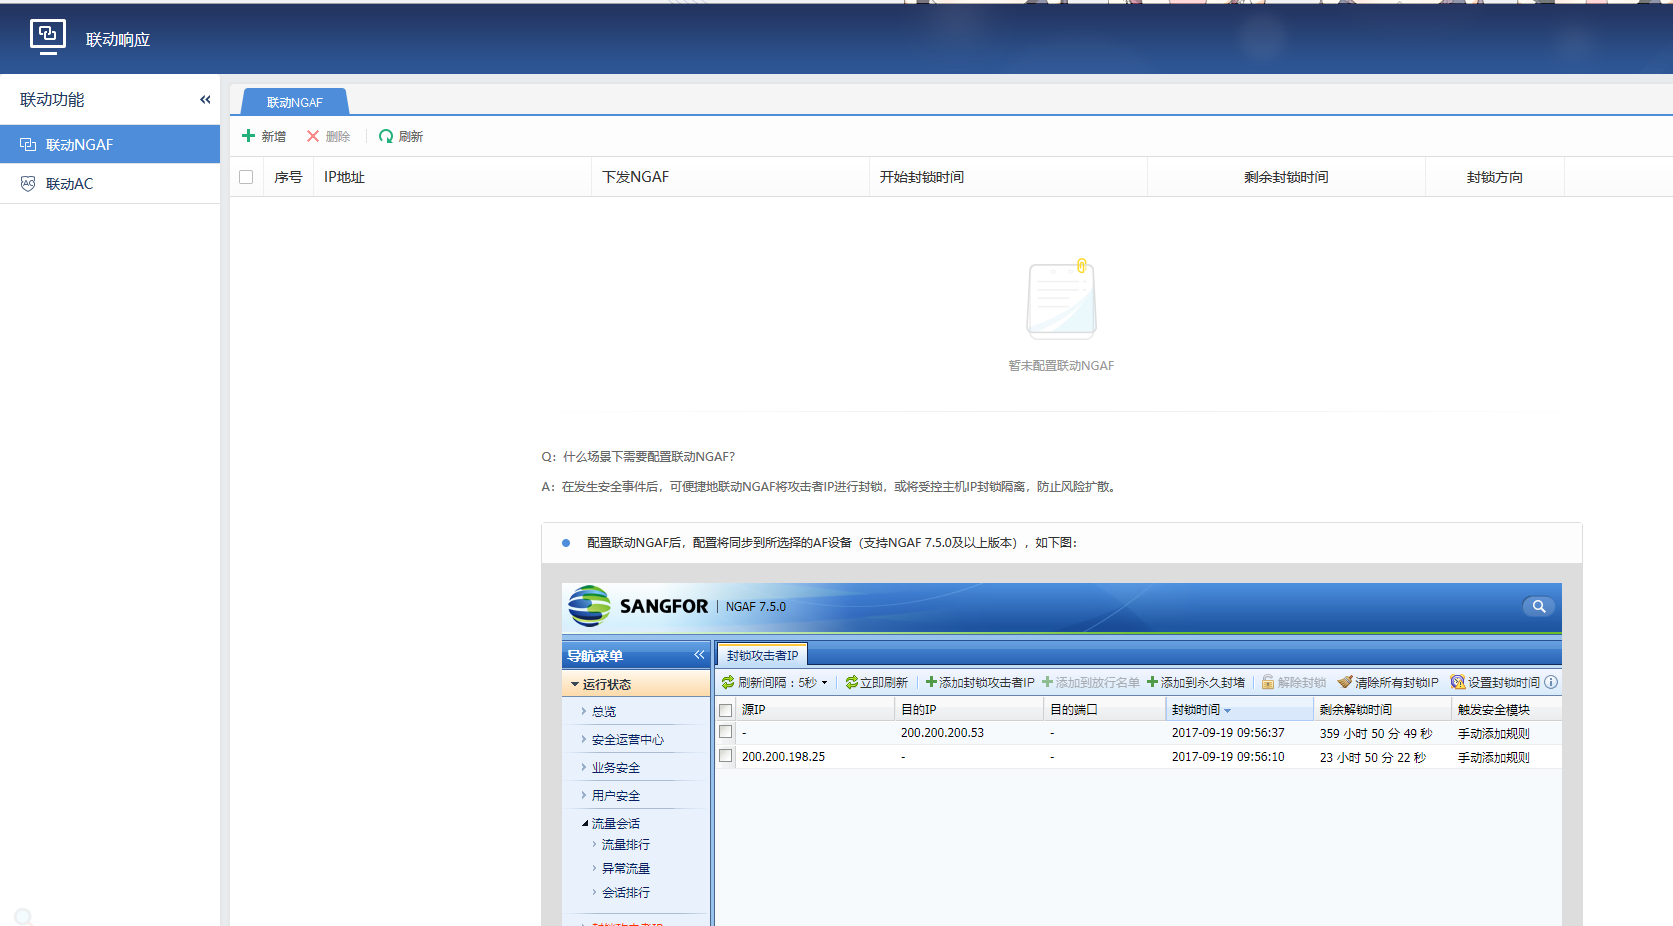 联动响应
联动功能
联动NGAF
联动AC
联动NGAF
新增 删除 刷新
序号 IP地址 下发NGAF 开始封锁时间 剩余封锁时间 封锁方向
暂未配置联动NGAF
Q：什么场景下需要配置联动NGAF?
A：在发生安全事件后，可便捷地联动NGAF将攻击者IP进行封锁，或将受控主机IP封锁隔离，防止风险扩散。
配置联动NGAF后，配置将同步到所选择的AF设备（支持NGAF 7.5.0及以上版本），如下图：
SANGFOR | NGAF 7.5.0
导航菜单
运行状态
总览
安全运营中心
业务安全
用户安全
流量会话
流量排行
异常流量
会话排行
封锁攻击者IP
封锁攻击者IP
刷新间隔：5秒 立即刷新 添加封锁攻击者IP 添加到放行名单 添加到永久封堵 解除封锁 清除所有封锁IP 设置封锁时间
源IP 目的IP 目的端口 封锁时间 剩余解锁时间 触发安全模块
- 200.200.200.53 - 2017-09-19 09:56:37 359 小时 50 分 49 秒 手动添加规则
200.200.198.25 - - 2017-09-19 09:56:10 23 小时 50 分 22 秒 手动添加规则